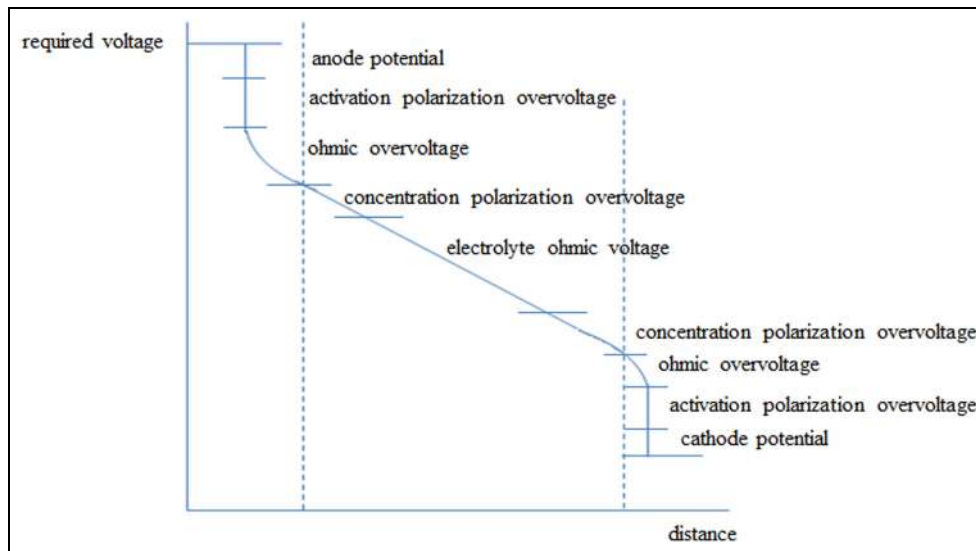 required voltage
anode potential
activation polarization overvoltage
ohmic overvoltage
concentration polarization overvoltage
electrolyte ohmic voltage
concentration polarization overvoltage
ohmic overvoltage
activation polarization overvoltage
cathode potential
distance